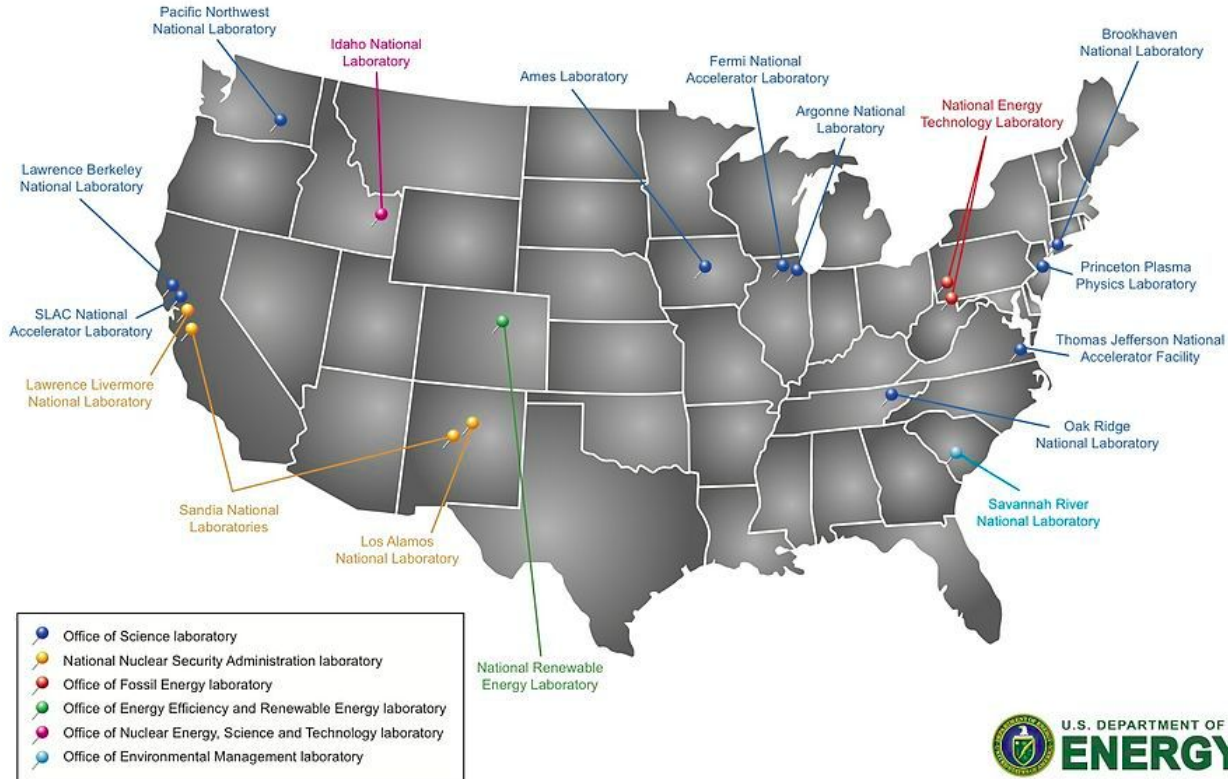 Pacific Northwest
National Laboratory
Idaho National
Laboratory
Ames Laboratory
Fermi National
Accelerator Laboratory
Argonne National
Laboratory
National Energy
Technology Laboratory
Brookhaven
National Laboratory
Lawrence Berkeley
National Laboratory
SLAC National
Accelerator Laboratory
Lawrence Livermore
National Laboratory
Sandia National
Laboratories
Los Alamos
National Laboratory
National Renewable
Energy Laboratory
Princeton Plasma
Physics Laboratory
Thomas Jefferson National
Accelerator Facility
Oak Ridge
National Laboratory
Savannah River
National Laboratory
Office of Science laboratory
National Nuclear Security Administration laboratory
Office of Fossil Energy laboratory
Office of Energy Efficiency and Renewable Energy laboratory
Office of Nuclear Energy, Science and Technology laboratory
Office of Environmental Management laboratory
U.S. DEPARTMENT OF
ENERGY